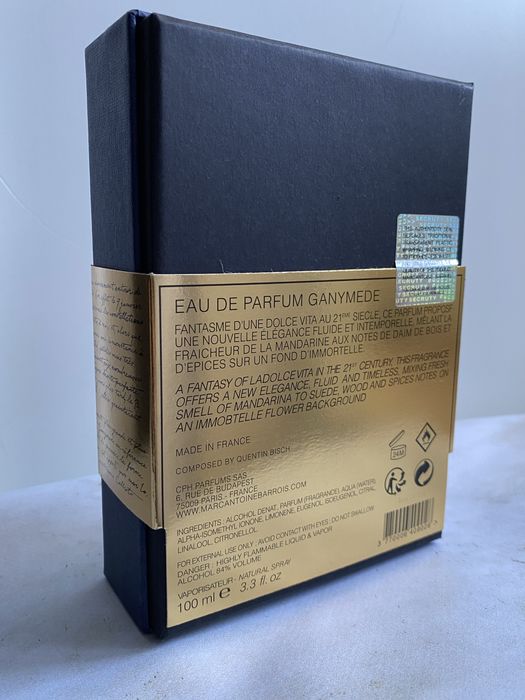 EAU DE PARFUM GANYMEDE
FANTASME D'UNE DOLCE VITA AU 21ÈME SIÈCLE, CE PARFUM PROPOSE
UNE NOUVELLE ÉLÉGANCE FLUIDE ET INTEMPORELLE, MÊLANT LA
FRAICHEUR DE LA MANDARINE AUX NOTES DE DAIM DE BOIS ET
D'EPICES SUR UN FOND D'IMMORTELLE.
A FANTASY OF LADOLCE VITA IN THE 21ST CENTURY, THIS FRAGRANCE
OFFERS A NEW ELEGANCE, FLUID AND TIMELESS, MIXING FRESH
SMELL OF MANDARINA TO SUEDE, WOOD AND SPICES NOTES ON
AN IMMOBTELLE FLOWER BACKGROUND
MADE IN FRANCE
COMPOSED BY QUENTIN BISCH
CPH PARFUMS SAS
6, RUE DE BUDAPEST
75009 PARIS - FRANCE
WWW.MARCANTOINEBARROIS.COM
24M
INGREDIENTS : ALCOHOL DENAT, PARFUM (FRAGRANCE) AQUA (WATER),
ALPHA-ISOMETHYL IONONE, LIMONENE, EUGENOL, ISOELGENOL, CITRAL,
LINALOOL, CITRONELLOL.
FOR EXTERNAL USE ONLY : AVOID CONTACT WITH EYES ; DO NOT SWALLOW
DANGER : HIGHLY FLAMMABLE LIQUID & VAPOR
ALCOHOL 84% VOLUME
VAPORISATEUR - NATURAL SPRAY
100 ml e 3.3 fl. oz